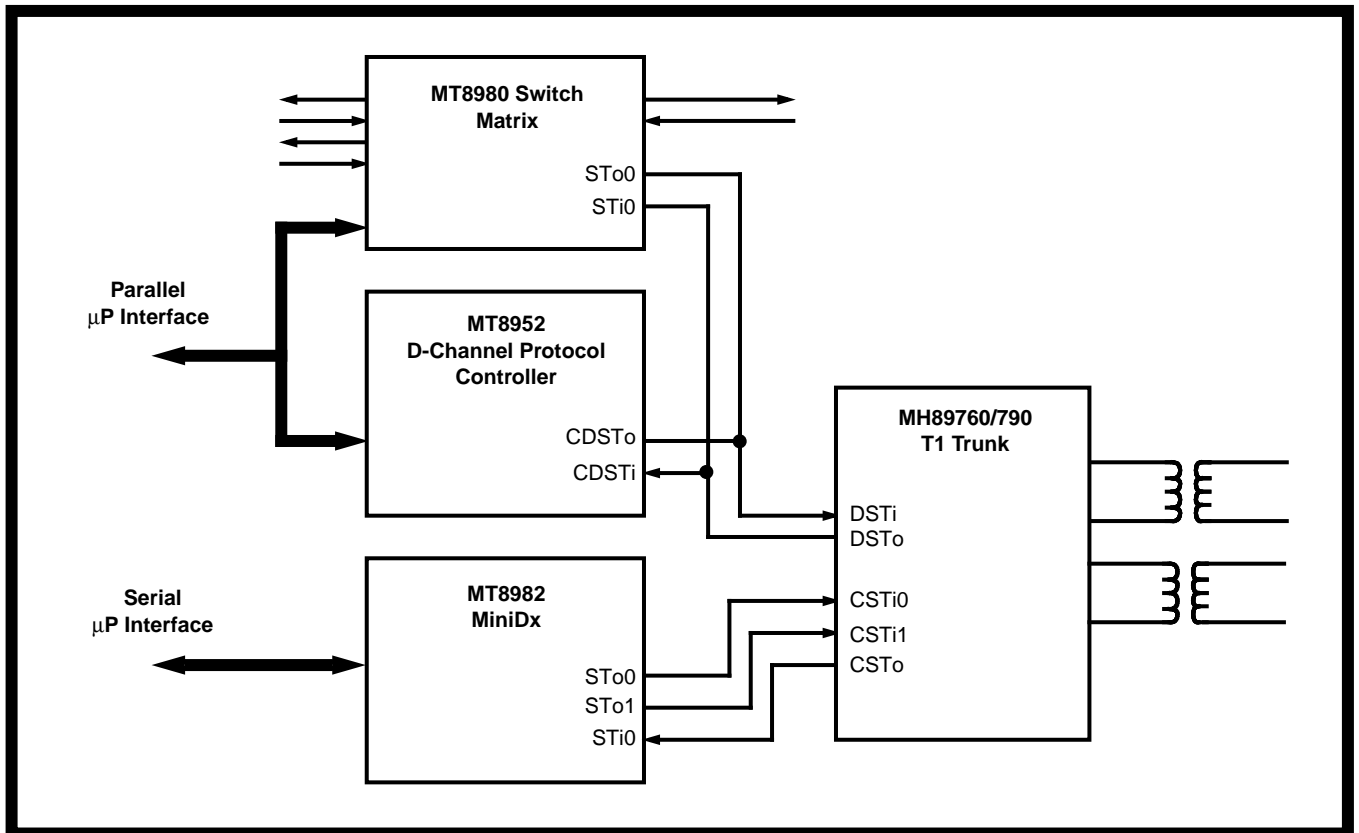 MT8980 Switch
Matrix
STo0
STi0
Parallel
µP Interface
MT8952
D-Channel Protocol
Controller
CDSTo
CDSTi
MH89760/790
T1 Trunk
DSTi
DSTo
CSTi0
CSTi1
CSTo
Serial
µP Interface
MT8982
MiniDx
STo0
STo1
STi0